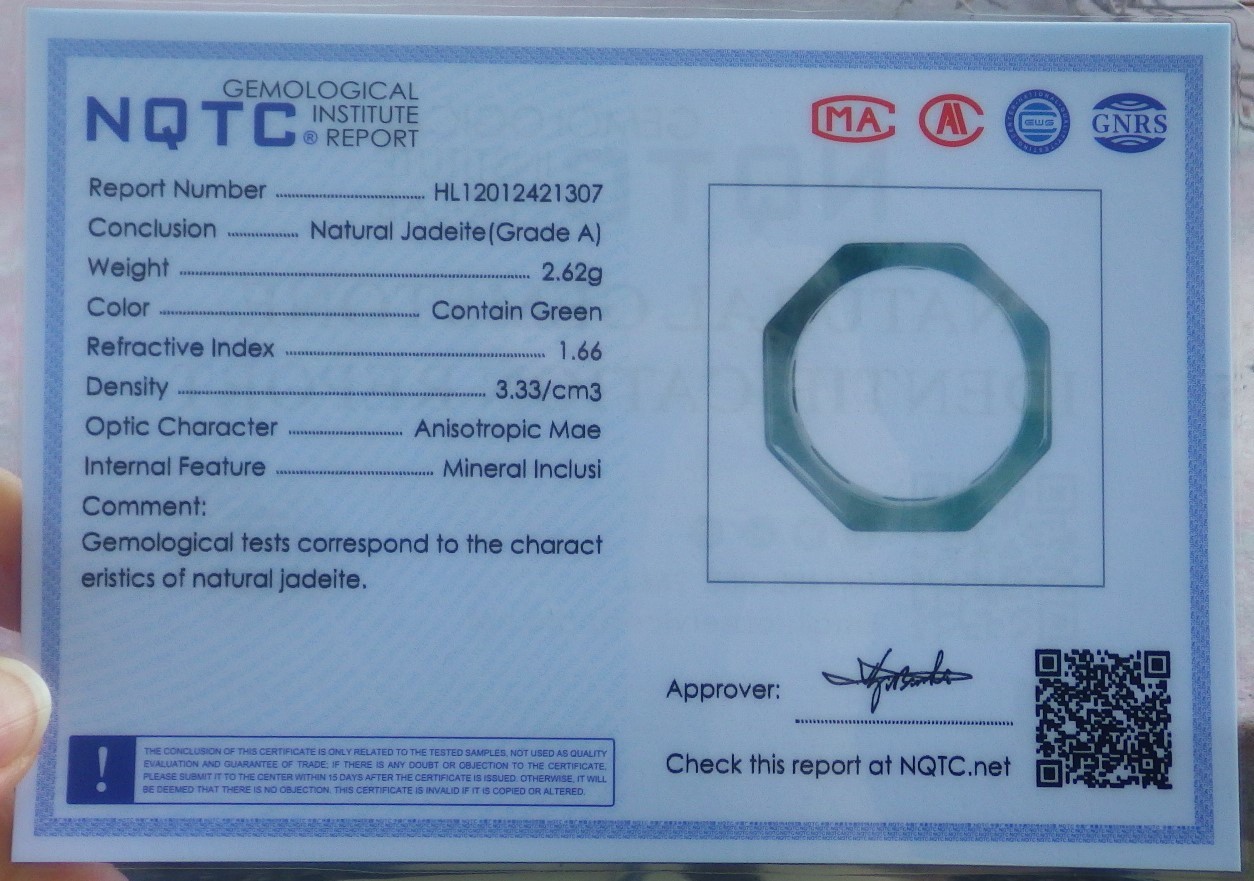 GEMOLOGICAL
NQTC® INSTITUTE
REPORT
MA
AL
GWS
GNRS
Report Number ........................ HL12012421307
Conclusion ............ Natural Jadeite(Grade A)
Weight ........................ 2.62g
Color ........................ Contain Green
Refractive Index ........................ 1.66
Density ........................ 3.33/cm3
Optic Character ........................ Anisotropic Mae
Internal Feature ........................ Mineral Inclusi
Comment:
Gemological tests correspond to the charact
eristics of natural jadeite.
Approver:
Check this report at NQTC.net
! THE CONCLUSION OF THIS CERTIFICATE IS ONLY RELATED TO THE TESTED SAMPLES, NOT USED AS QUALITY
EVALUATION AND GUARANTEE OF TRADE; IF THERE IS ANY DOUBT OR OBJECTION TO THE CERTIFICATE,
PLEASE SUBMIT IT TO THE CENTER WITHIN 15 DAYS AFTER THE CERTIFICATE IS ISSUED. OTHERWISE, IT WILL
BE DEEMED THAT THERE IS NO OBJECTION. THIS CERTIFICATE IS INVALID IF IT IS COPIED OR ALTERED.